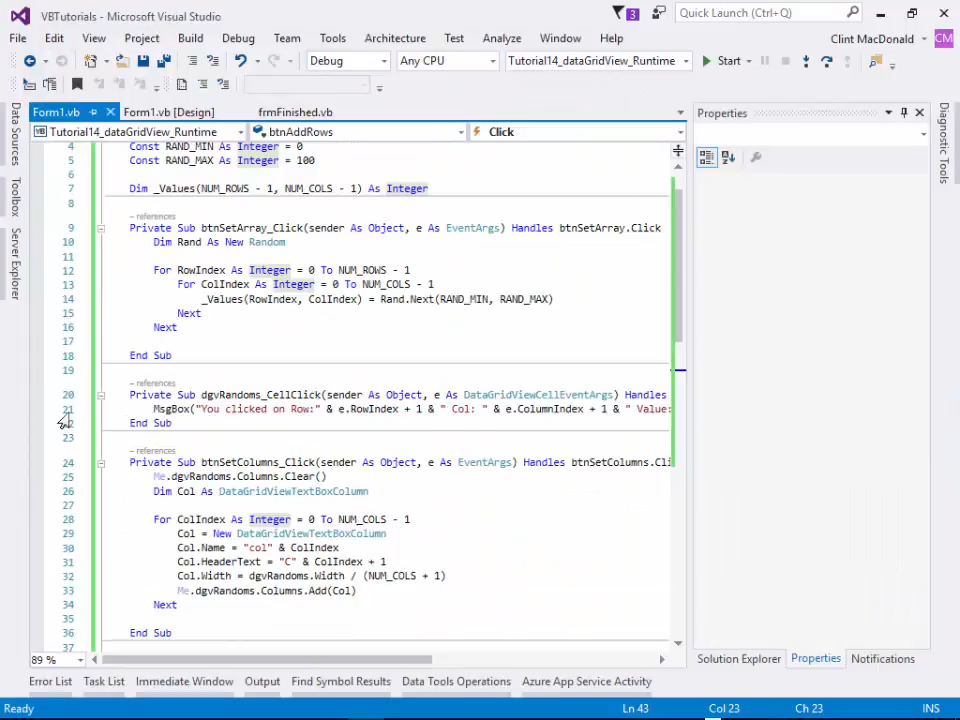 VBTutorials - Microsoft Visual Studio
3
Quick Launch (Ctrl+Q)
File Edit View Project Build Debug Team Tools Architecture Test Analyze Window Help
Clint MacDonald CM
Debug Any CPU Tutorial14_dataGridView_Runtime Start
Form1.vb Form1.vb [Design] frmFinished.vb
Properties
Tutorial14_dataGridView_Runtime btnAddRows Click
Data Sources
Toolbox
Server Explorer
Diagnostic Tools
4 Const RAND_MIN As Integer = 0
5 Const RAND_MAX As Integer = 100
6
7 Dim _Values(NUM_ROWS - 1, NUM_COLS - 1) As Integer
8
– references
9 Private Sub btnSetArray_Click(sender As Object, e As EventArgs) Handles btnSetArray.Click
10 Dim Rand As New Random
11
12 For RowIndex As Integer = 0 To NUM_ROWS - 1
13 For ColIndex As Integer = 0 To NUM_COLS - 1
14 _Values(RowIndex, ColIndex) = Rand.Next(RAND_MIN, RAND_MAX)
15 Next
16 Next
17
18 End Sub
19
– references
20 Private Sub dgvRandoms_CellClick(sender As Object, e As DataGridViewCellEventArgs) Handles
21 MsgBox("You clicked on Row:" & e.RowIndex + 1 & " Col: " & e.ColumnIndex + 1 & " Value:
End Sub
23
– references
24 Private Sub btnSetColumns_Click(sender As Object, e As EventArgs) Handles btnSetColumns.Cli
25 Me.dgvRandoms.Columns.Clear()
26 Dim Col As DataGridViewTextBoxColumn
27
28 For ColIndex As Integer = 0 To NUM_COLS - 1
29 Col = New DataGridViewTextBoxColumn
30 Col.Name = "col" & ColIndex
31 Col.HeaderText = "C" & ColIndex + 1
32 Col.Width = dgvRandoms.Width / (NUM_COLS + 1)
33 Me.dgvRandoms.Columns.Add(Col)
34 Next
35
36 End Sub
37
89 %
Solution Explorer Properties Notifications
Error List Task List Immediate Window Output Find Symbol Results Data Tools Operations Azure App Service Activity
Ready Ln 43 Col 23 Ch 23 INS